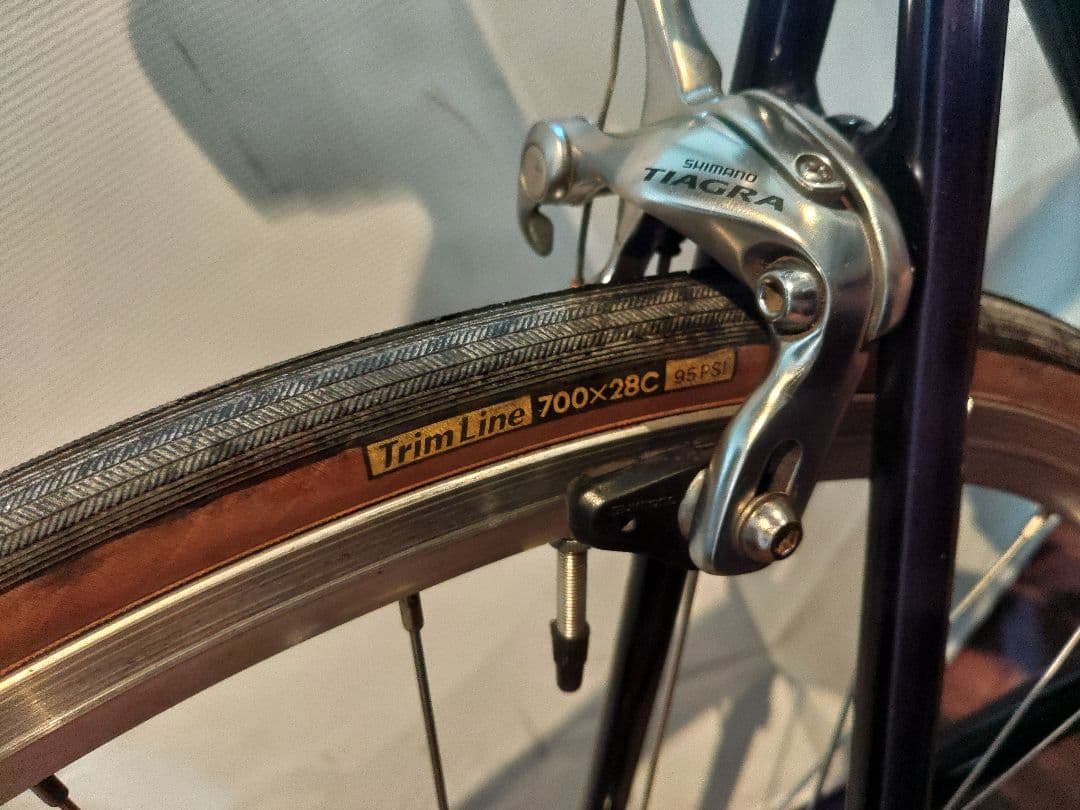 SHIMANO
TIAGRA
Trim Line 700×28C 95 PSI